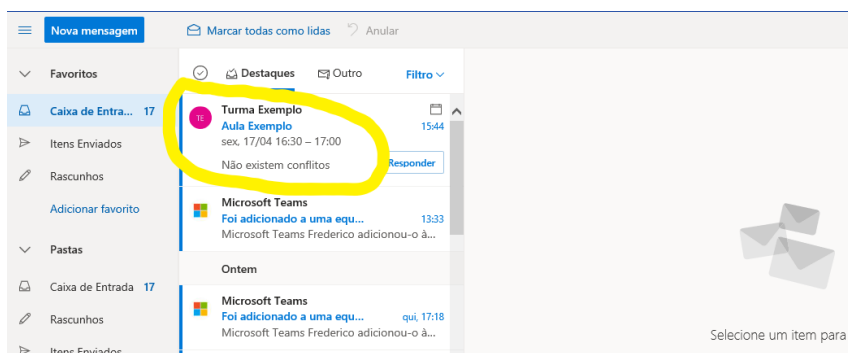 Nova mensagem
Marcar todas como lidas
Anular
Favoritos
Caixa de Entra... 17
Itens Enviados
Rascunhos
Adicionar favorito
Pastas
Caixa de Entrada 17
Rascunhos
Itens Enviados
Destaques
Outro
Filtro
TE
Turma Exemplo
Aula Exemplo 15:44
sex, 17/04 16:30 – 17:00
Não existem conflitos
Responder
Microsoft Teams
Foi adicionado a uma equ... 13:33
Microsoft Teams Frederico adicionou-o à...
Ontem
Microsoft Teams
Foi adicionado a uma equ... qui, 17:18
Microsoft Teams Frederico adicionou-o à...
Selecione um item para